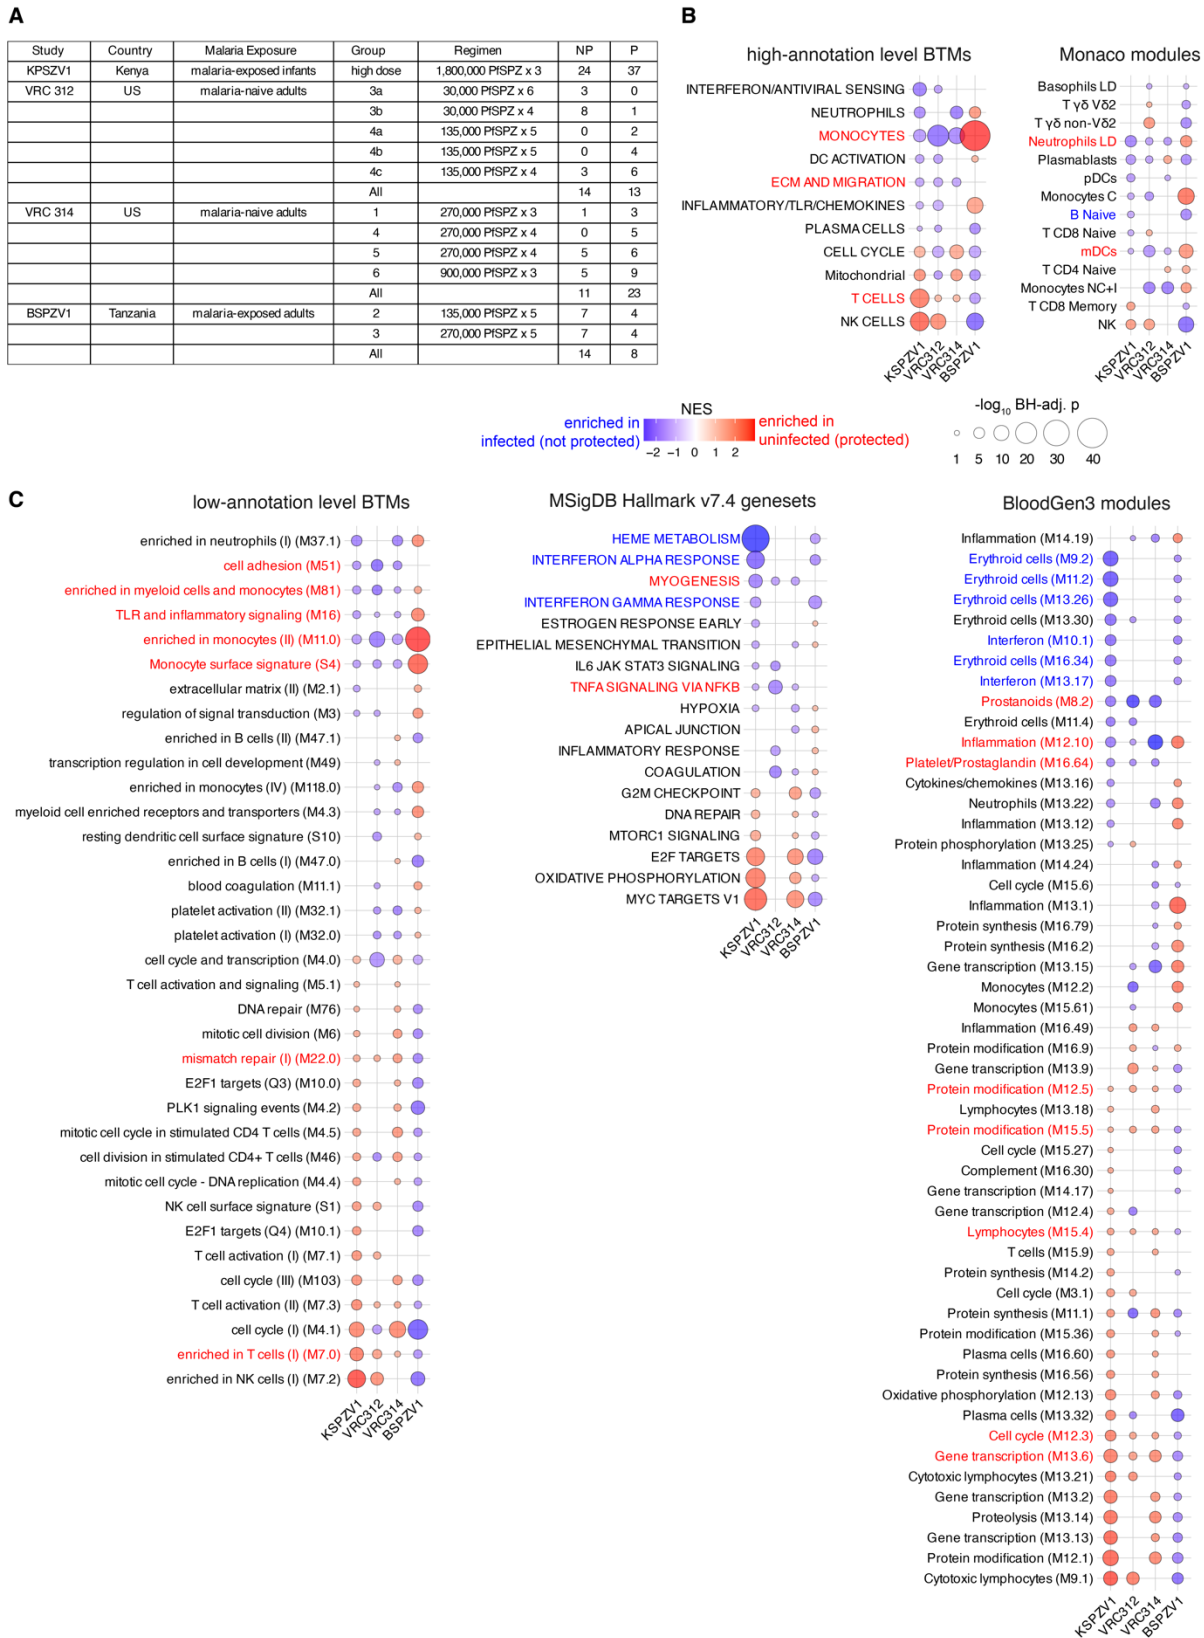 A
Study Country Malaria Exposure Group Regimen NP P
KPSZV1 Kenya malaria-exposed infants high dose 1,800,000 PfSPZ x 3 24 37
VRC 312 US malaria-naive adults 3a 30,000 PfSPZ x 6 3 0
3b 30,000 PfSPZ x 4 8 1
4a 135,000 PfSPZ x 5 0 2
4b 135,000 PfSPZ x 5 0 4
4c 135,000 PfSPZ x 4 3 6
All 14 13
VRC 314 US malaria-naive adults 1 270,000 PfSPZ x 3 1 3
4 270,000 PfSPZ x 4 0 5
5 270,000 PfSPZ x 4 5 6
6 900,000 PfSPZ x 3 5 9
All 11 23
BSPZV1 Tanzania malaria-exposed adults 2 135,000 PfSPZ x 5 7 4
3 270,000 PfSPZ x 5 7 4
All 14 8
B
high-annotation level BTMs
INTERFERON/ANTIVIRAL SENSING
NEUTROPHILS
MONOCYTES
DC ACTIVATION
ECM AND MIGRATION
INFLAMMATORY/TLR/CHEMOKINES
PLASMA CELLS
CELL CYCLE
Mitochondrial
T CELLS
NK CELLS
KSPZV1
VRC312
VRC314
BSPZV1
Monaco modules
Basophils LD
T γδ Vδ2
T γδ non-Vδ2
Neutrophils LD
Plasmablasts
pDCs
Monocytes C
B Naive
T CD8 Naive
mDCs
T CD4 Naive
Monocytes NC+I
T CD8 Memory
NK
KSPZV1
VRC312
VRC314
BSPZV1
NES
enriched in
infected (not protected)
enriched in
uninfected (protected)
−2 −1 0 1 2
-log10 BH-adj. p
1 5 10 20 30 40
C
low-annotation level BTMs
enriched in neutrophils (I) (M37.1)
cell adhesion (M51)
enriched in myeloid cells and monocytes (M81)
TLR and inflammatory signaling (M16)
enriched in monocytes (II) (M11.0)
Monocyte surface signature (S4)
extracellular matrix (II) (M2.1)
regulation of signal transduction (M3)
enriched in B cells (II) (M47.1)
transcription regulation in cell development (M49)
enriched in monocytes (IV) (M118.0)
myeloid cell enriched receptors and transporters (M4.3)
resting dendritic cell surface signature (S10)
enriched in B cells (I) (M47.0)
blood coagulation (M11.1)
platelet activation (II) (M32.1)
platelet activation (I) (M32.0)
cell cycle and transcription (M4.0)
T cell activation and signaling (M5.1)
DNA repair (M76)
mitotic cell division (M6)
mismatch repair (I) (M22.0)
E2F1 targets (Q3) (M10.0)
PLK1 signaling events (M4.2)
mitotic cell cycle in stimulated CD4 T cells (M4.5)
cell division in stimulated CD4+ T cells (M46)
mitotic cell cycle - DNA replication (M4.4)
NK cell surface signature (S1)
E2F1 targets (Q4) (M10.1)
T cell activation (I) (M7.1)
cell cycle (III) (M103)
T cell activation (II) (M7.3)
cell cycle (I) (M4.1)
enriched in T cells (I) (M7.0)
enriched in NK cells (I) (M7.2)
KSPZV1
VRC312
VRC314
BSPZV1
MSigDB Hallmark v7.4 genesets
HEME METABOLISM
INTERFERON ALPHA RESPONSE
MYOGENESIS
INTERFERON GAMMA RESPONSE
ESTROGEN RESPONSE EARLY
EPITHELIAL MESENCHYMAL TRANSITION
IL6 JAK STAT3 SIGNALING
TNFA SIGNALING VIA NFKB
HYPOXIA
APICAL JUNCTION
INFLAMMATORY RESPONSE
COAGULATION
G2M CHECKPOINT
DNA REPAIR
MTORC1 SIGNALING
E2F TARGETS
OXIDATIVE PHOSPHORYLATION
MYC TARGETS V1
KSPZV1
VRC312
VRC314
BSPZV1
BloodGen3 modules
Inflammation (M14.19)
Erythroid cells (M9.2)
Erythroid cells (M11.2)
Erythroid cells (M13.26)
Erythroid cells (M13.30)
Interferon (M10.1)
Erythroid cells (M16.34)
Interferon (M13.17)
Prostanoids (M8.2)
Erythroid cells (M11.4)
Inflammation (M12.10)
Platelet/Prostaglandin (M16.64)
Cytokines/chemokines (M13.16)
Neutrophils (M13.22)
Inflammation (M13.12)
Protein phosphorylation (M13.25)
Inflammation (M14.24)
Cell cycle (M15.6)
Inflammation (M13.1)
Protein synthesis (M16.79)
Protein synthesis (M16.2)
Gene transcription (M13.15)
Monocytes (M12.2)
Monocytes (M15.61)
Inflammation (M16.49)
Protein modification (M16.9)
Gene transcription (M13.9)
Protein modification (M12.5)
Lymphocytes (M13.18)
Protein modification (M15.5)
Cell cycle (M15.27)
Complement (M16.30)
Gene transcription (M14.17)
Gene transcription (M12.4)
Lymphocytes (M15.4)
T cells (M15.9)
Protein synthesis (M14.2)
Cell cycle (M3.1)
Protein synthesis (M11.1)
Protein modification (M15.36)
Plasma cells (M16.60)
Protein synthesis (M16.56)
Oxidative phosphorylation (M12.13)
Plasma cells (M13.32)
Cell cycle (M12.3)
Gene transcription (M13.6)
Cytotoxic lymphocytes (M13.21)
Gene transcription (M13.2)
Proteolysis (M13.14)
Gene transcription (M13.13)
Protein modification (M12.1)
Cytotoxic lymphocytes (M9.1)
KSPZV1
VRC312
VRC314
BSPZV1